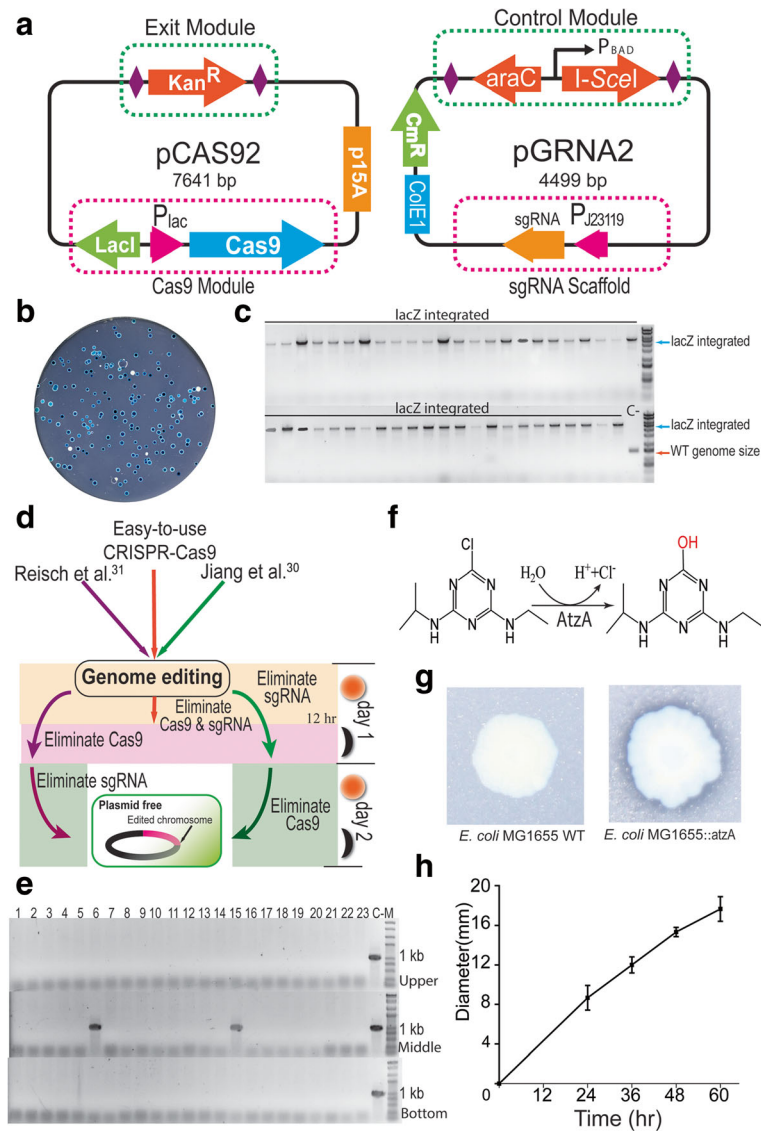 a
Exit Module
Kan^R
pCAS92
7641 bp
p15A
P_lac
LacI
Cas9
Cas9 Module
Control Module
P_BAD
araC
I-SceI
CmR
ColE1
pGRNA2
4499 bp
sgRNA
P_J23119
sgRNA Scaffold
b
c
lacZ integrated
lacZ integrated
lacZ integrated
C-
lacZ integrated
WT genome size
d
Easy-to-use
CRISPR-Cas9
Reisch et al.^31
Jiang et al.^30
Genome editing
Eliminate
sgRNA
Eliminate
Cas9 & sgRNA
12 hr
Eliminate Cas9
day 1
Eliminate sgRNA
Plasmid free
Edited chromosome
Eliminate
Cas9
day 2
e
1 2 3 4 5 6 7 8 9 10 11 12 13 14 15 16 17 18 19 20 21 22 23 C- M
1 kb
Upper
1 kb
Middle
1 kb
Bottom
f
Cl
N N
N
N
H
N
H
H2O
H^+ +Cl^-
AtzA
OH
N N
N
N
H
N
H
g
E. coli MG1655 WT
E. coli MG1655::atzA
h
Diameter(mm)
20
16
12
8
4
0
12 24 36 48 60
Time (hr)